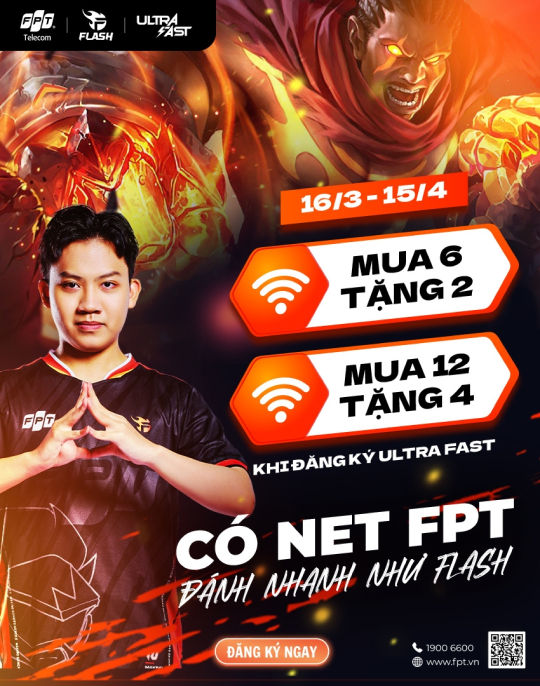 FPT
Telecom
FLASH
ULTRA
FAST
16/3 - 15/4
MUA 6
TẶNG 2
MUA 12
TẶNG 4
KHI ĐĂNG KÝ ULTRA FAST
FPT
CÓ NET FPT
ĐÁNH NHANH NHƯ FLASH
ĐĂNG KÝ NGAY
1900 6600
www.fpt.vn